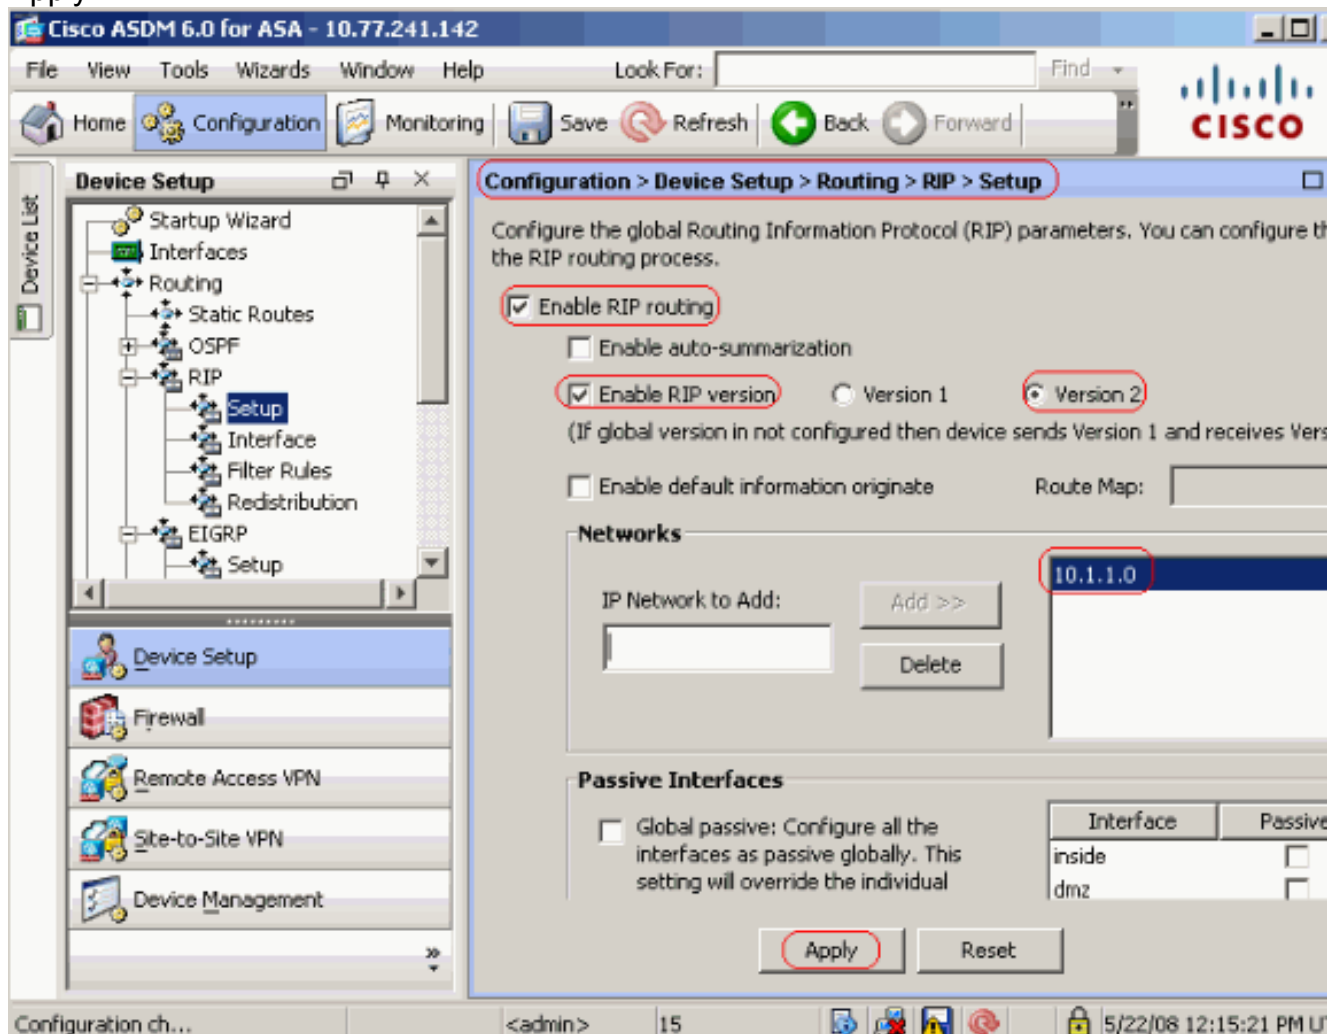 Apply
Cisco ASDM 6.0 for ASA - 10.77.241.142
File View Tools Wizards Window Help Look For: Find
Home Configuration Monitoring Save Refresh Back Forward
CISCO
Device List
Device Setup
Startup Wizard
Interfaces
Routing
Static Routes
OSPF
RIP
Setup
Interface
Filter Rules
Redistribution
EIGRP
Setup
Device Setup
Firewall
Remote Access VPN
Site-to-Site VPN
Device Management
Configuration > Device Setup > Routing > RIP > Setup
Configure the global Routing Information Protocol (RIP) parameters. You can configure th
the RIP routing process.
Enable RIP routing
Enable auto-summarization
Enable RIP version Version 1 Version 2
(If global version in not configured then device sends Version 1 and receives Vers
Enable default information originate Route Map:
Networks
IP Network to Add: Add >> 10.1.1.0
Delete
Passive Interfaces
Global passive: Configure all the
interfaces as passive globally. This
setting will override the individual
Interface Passive
inside
dmz
Apply Reset
Configuration ch... <admin> 15 5/22/08 12:15:21 PM U